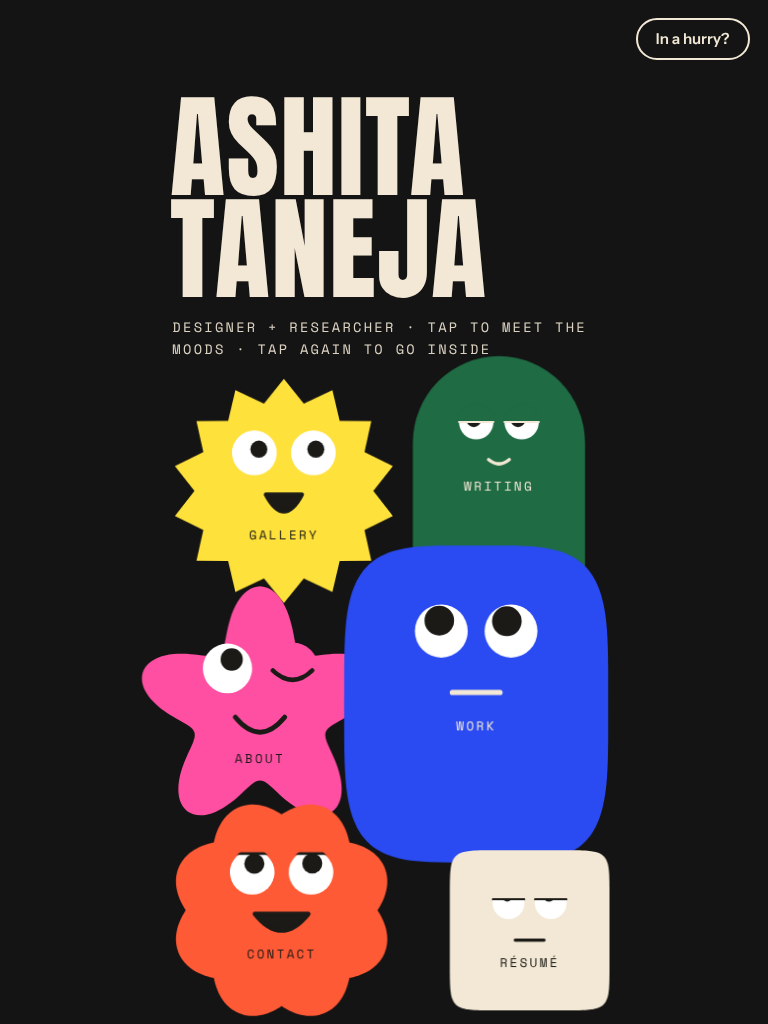 In a hurry?
ASHITA
TANEJA
DESIGNER + RESEARCHER · TAP TO MEET THE
MOODS · TAP AGAIN TO GO INSIDE
WRITING
GALLERY
WORK
ABOUT
CONTACT
RÉSUMÉ